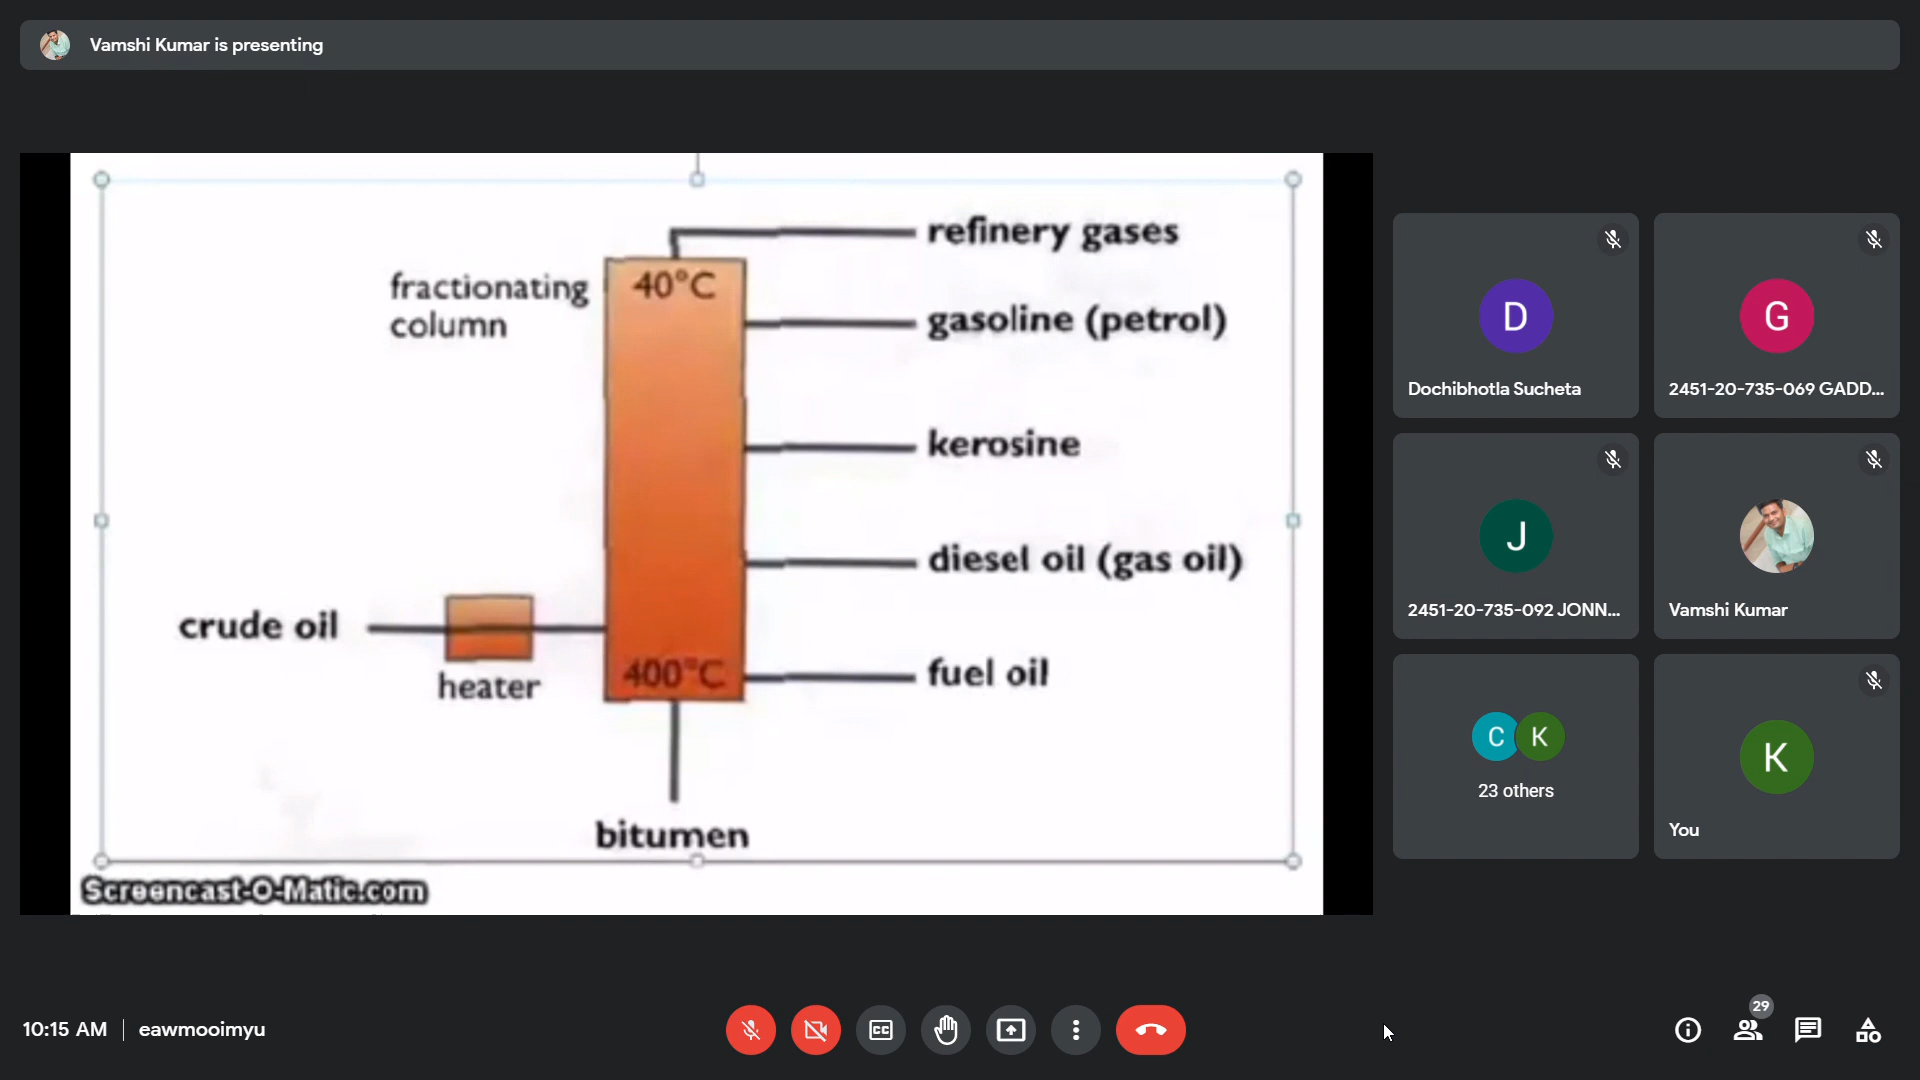 Vamshi Kumar is presenting
refinery gases
fractionating
column
40°C
gasoline (petrol)
kerosine
diesel oil (gas oil)
crude oil
heater
400°C
fuel oil
bitumen
Screencast-O-Matic.com
D
Dochibhotla Sucheta
G
2451-20-735-069 GADD...
J
2451-20-735-092 JONN...
Vamshi Kumar
C K
23 others
K
You
10:15 AM | eawmooimyu
CC
29